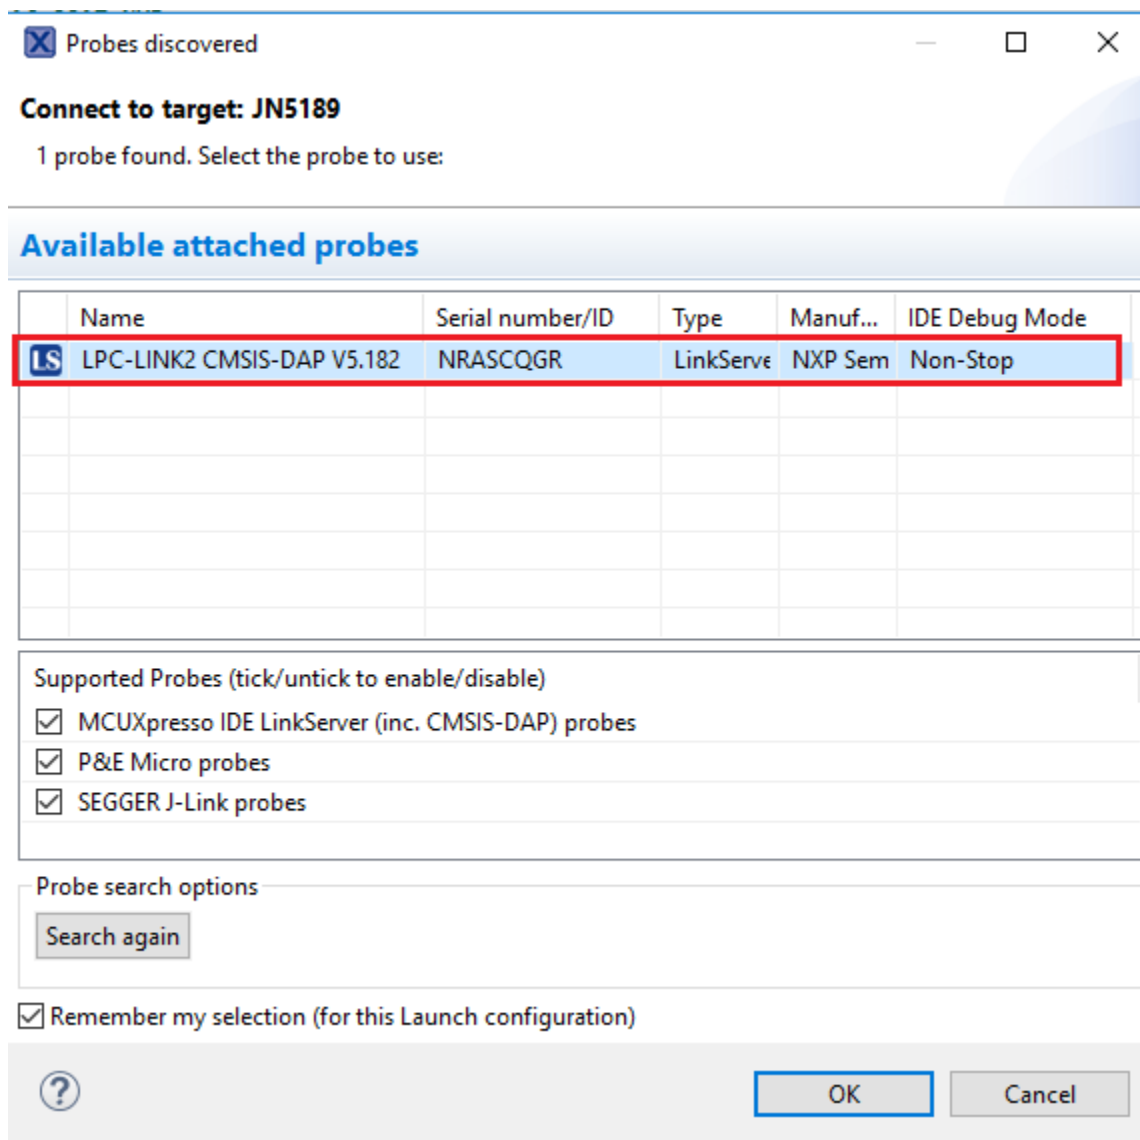 Probes discovered
Connect to target: JN5189
1 probe found. Select the probe to use:
Available attached probes
Name Serial number/ID Type Manuf... IDE Debug Mode
LS LPC-LINK2 CMSIS-DAP V5.182 NRASCQGR LinkServe NXP Sem Non-Stop
Supported Probes (tick/untick to enable/disable)
MCUXpresso IDE LinkServer (inc. CMSIS-DAP) probes
P&E Micro probes
SEGGER J-Link probes
Probe search options
Search again
Remember my selection (for this Launch configuration)
? OK Cancel